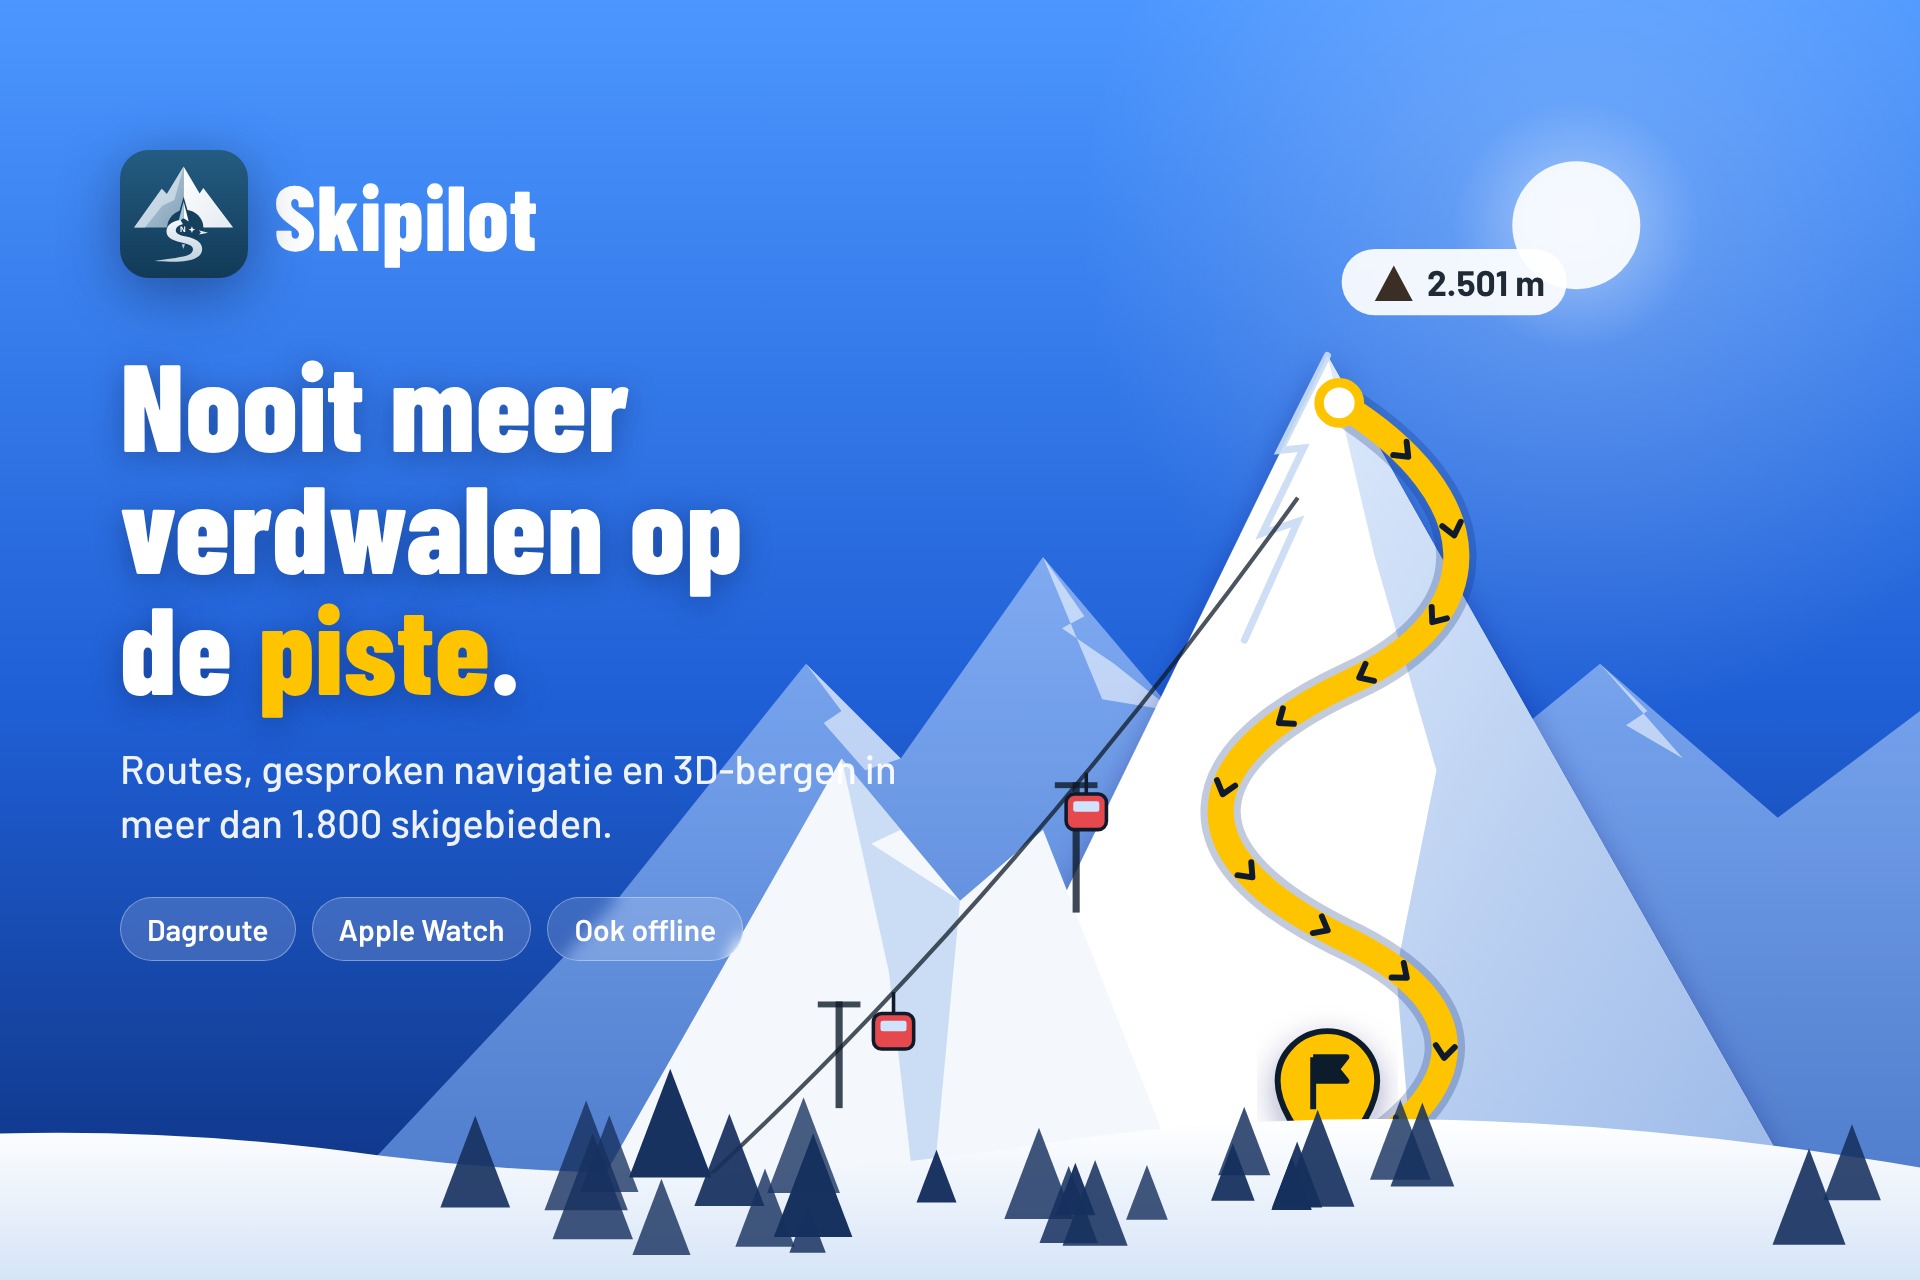 N
Skipilot
2.501 m
Nooit meer
verdwalen op
de piste.
Routes, gesproken navigatie en 3D-bergen in
meer dan 1.800 skigebieden.
Dagroute
Apple Watch
Ook offline